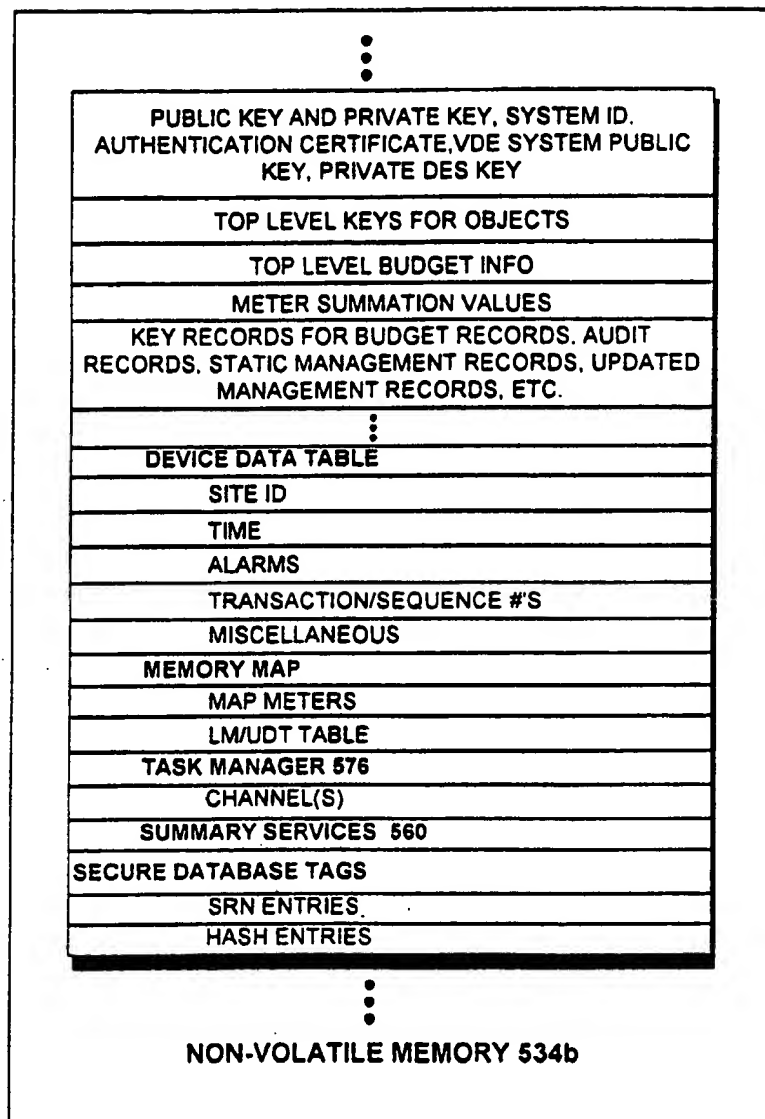 PUBLIC KEY AND PRIVATE KEY, SYSTEM ID.
AUTHENTICATION CERTIFICATE,VDE SYSTEM PUBLIC
KEY, PRIVATE DES KEY
TOP LEVEL KEYS FOR OBJECTS
TOP LEVEL BUDGET INFO
METER SUMMATION VALUES
KEY RECORDS FOR BUDGET RECORDS, AUDIT
RECORDS, STATIC MANAGEMENT RECORDS, UPDATED
MANAGEMENT RECORDS, ETC.
DEVICE DATA TABLE
SITE ID
TIME
ALARMS
TRANSACTION/SEQUENCE #'S
MISCELLANEOUS
MEMORY MAP
MAP METERS
LM/UDT TABLE
TASK MANAGER 576
CHANNEL(S)
SUMMARY SERVICES 560
SECURE DATABASE TAGS
SRN ENTRIES
HASH ENTRIES
NON-VOLATILE MEMORY 534b